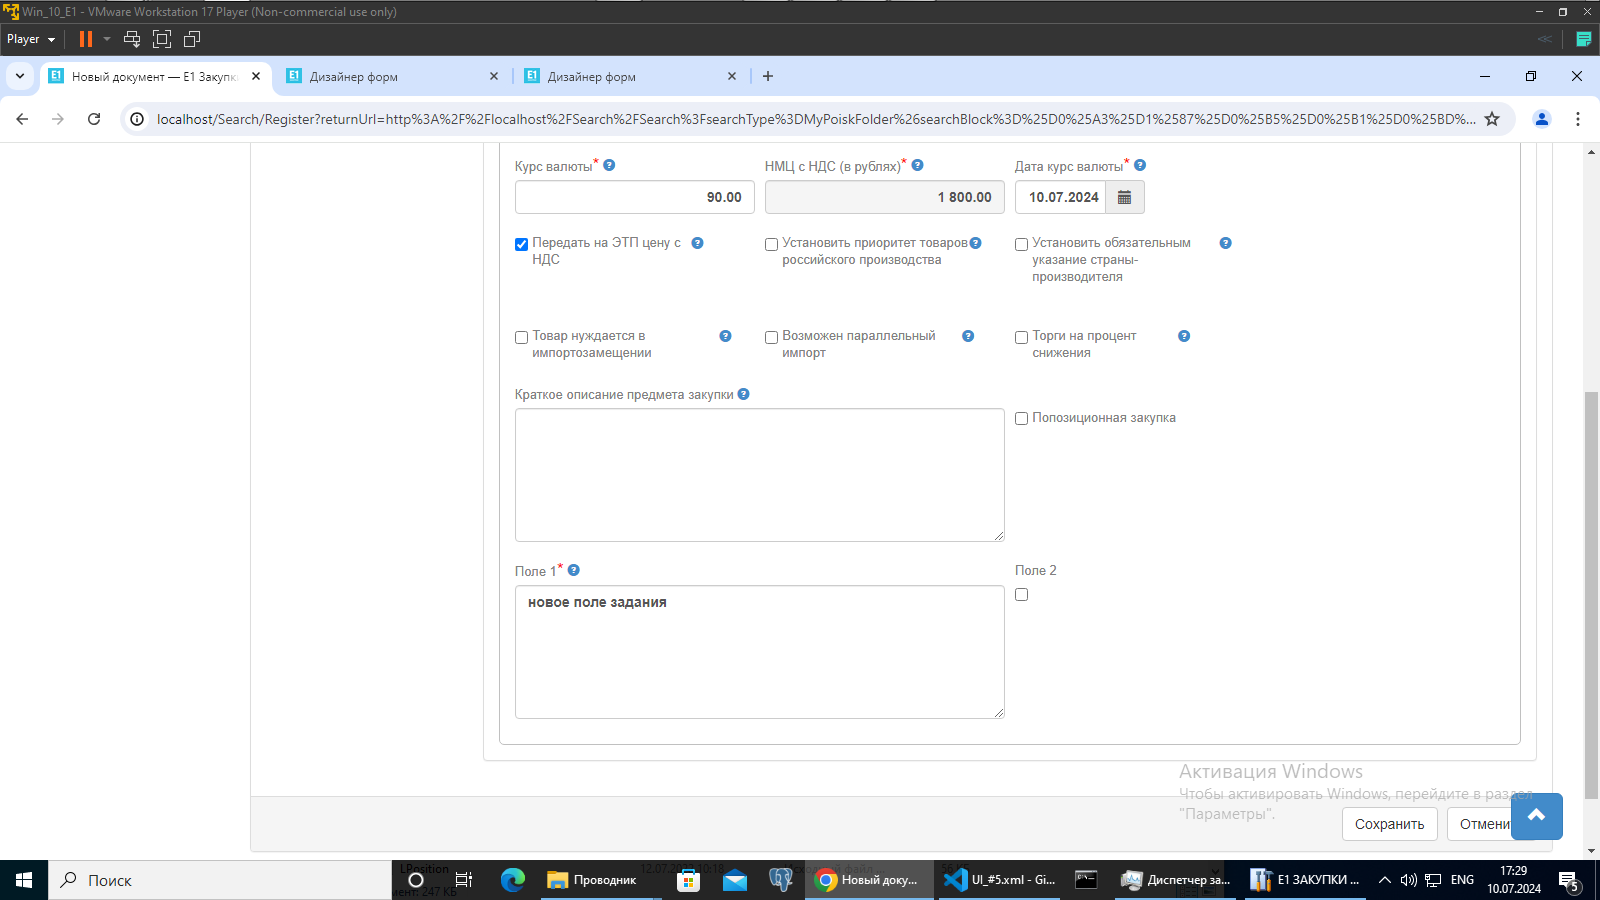 Win_10_E1 - VMware Workstation 17 Player (Non-commercial use only)
Player
Новый документ — E1 Закупк
Дизайнер форм
Дизайнер форм
localhost/Search/Register?returnUrl=http%3A%2F%2Flocalhost%2FSearch%2FSearch%3FsearchType%3DMyPoiskFolder%26searchBlock%3D%25D0%25A3%25D1%2587%25D0%25B5%25D0%25B1%25D0%25BD%...
Курс валюты*
НМЦ с НДС (в рублях)*
Дата курс валюты*
90.00
1 800.00
10.07.2024
Передать на ЭТП цену с НДС
Установить приоритет товаров российского производства
Установить обязательным указание страны-производителя
Товар нуждается в импортозамещении
Возможен параллельный импорт
Торги на процент снижения
Краткое описание предмета закупки
Попозиционная закупка
Поле 1*
Поле 2
новое поле задания
Активация Windows
Чтобы активировать Windows, перейдите в раздел
"Параметры".
Сохранить
Отмени
Поиск
Проводник
Новый доку...
UI_#5.xml - Gi...
Диспетчер за...
E1 ЗАКУПКИ ...
ENG
17:29
10.07.2024
5